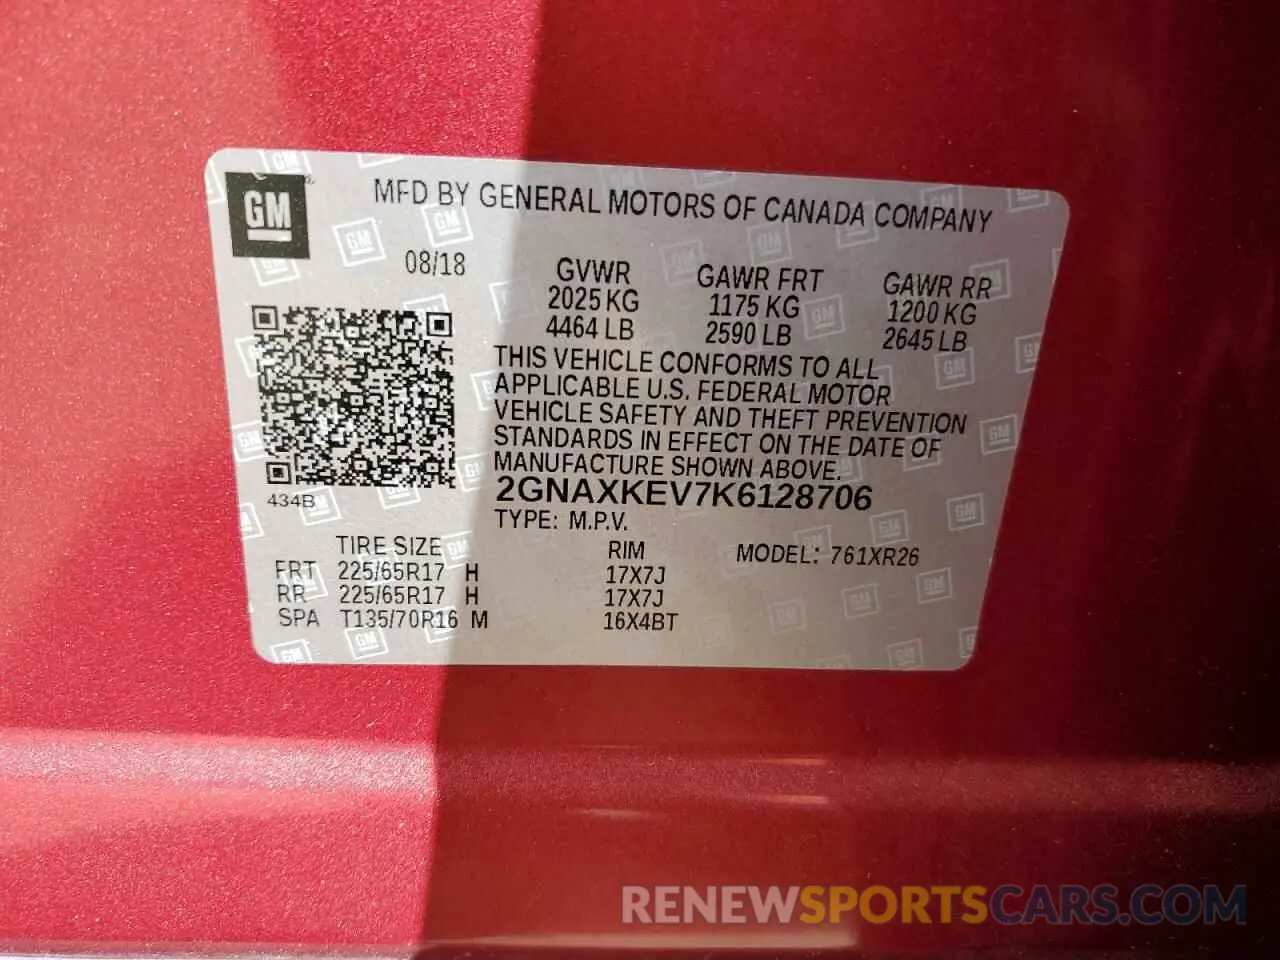 GM
MFD BY GENERAL MOTORS OF CANADA COMPANY
08/18
GVWR GAWR FRT GAWR RR
2025 KG 1175 KG 1200 KG
4464 LB 2590 LB 2645 LB
THIS VEHICLE CONFORMS TO ALL
APPLICABLE U.S. FEDERAL MOTOR
VEHICLE SAFETY AND THEFT PREVENTION
STANDARDS IN EFFECT ON THE DATE OF
MANUFACTURE SHOWN ABOVE.
434B
2GNAXKEV7K6128706
TYPE: M.P.V.
TIRE SIZE RIM MODEL: 761XR26
FRT 225/65R17 H 17X7J
RR 225/65R17 H 17X7J
SPA T135/70R16 M 16X4BT
RENEWSPORTSCARS.COM